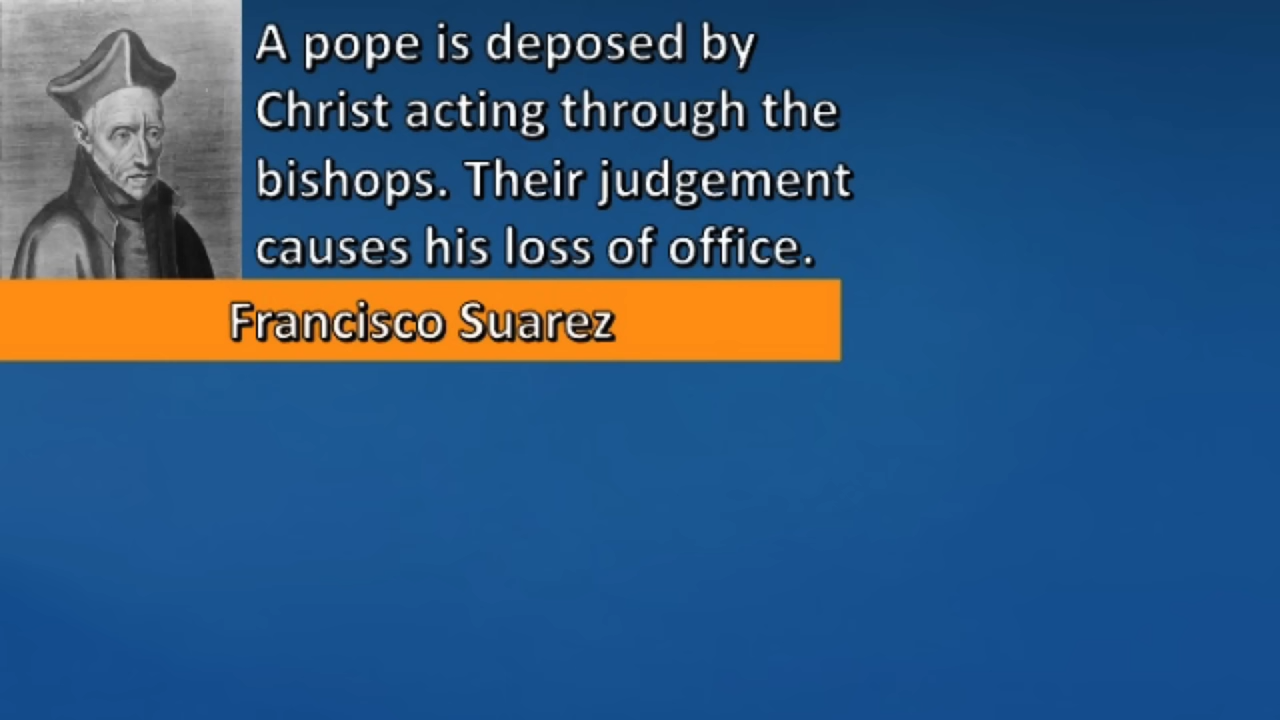 A pope is deposed by
Christ acting through the
bishops. Their judgement
causes his loss of office.
Francisco Suarez